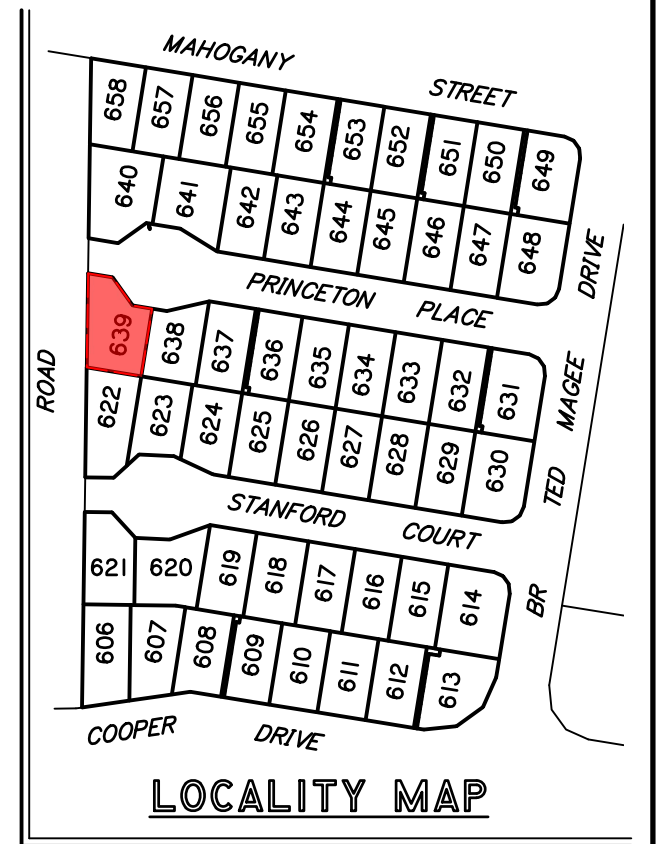 MAHOGANY STREET
658 657 656 655 654 653 652 651 650 649
640 641 642 643 644 645 646 647 648
DRIVE
PRINCETON PLACE
639 638 637 636 635 634 633 632 631
ROAD
MAGEE
622 623 624 625 626 627 628 629 630
TED
STANFORD COURT
621 620 619 618 617 616 615 614
BR
606 607 608 609 610 611 612 613
COOPER DRIVE
LOCALITY MAP